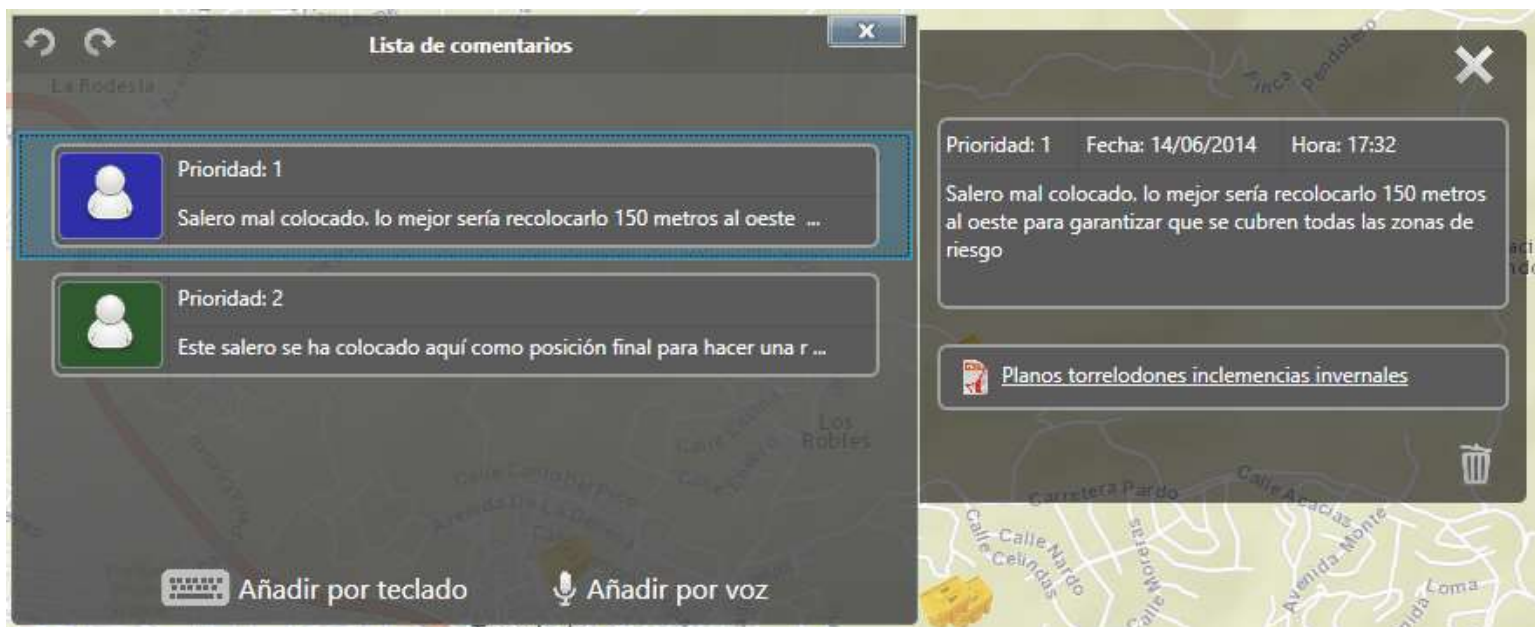 Lista de comentarios
x
La Rodesia
Prioridad: 1
Salero mal colocado, lo mejor sería recolocarlo 150 metros al oeste ...
Prioridad: 2
Este salero se ha colocado aquí como posición final para hacer una r ...
Los
Robles
Añadir por teclado
Añadir por voz
Finca Pendolero
Prioridad: 1 Fecha: 14/06/2014 Hora: 17:32
Salero mal colocado, lo mejor sería recolocarlo 150 metros
al oeste para garantizar que se cubren todas las zonas de
riesgo
Planos torrelodones inclemencias invernales
Carretera Pardo
Calle Acacias
Calle Celindas
Calle Nardo
Moreras
Calle
Avenida Monte
Loma
Avenida